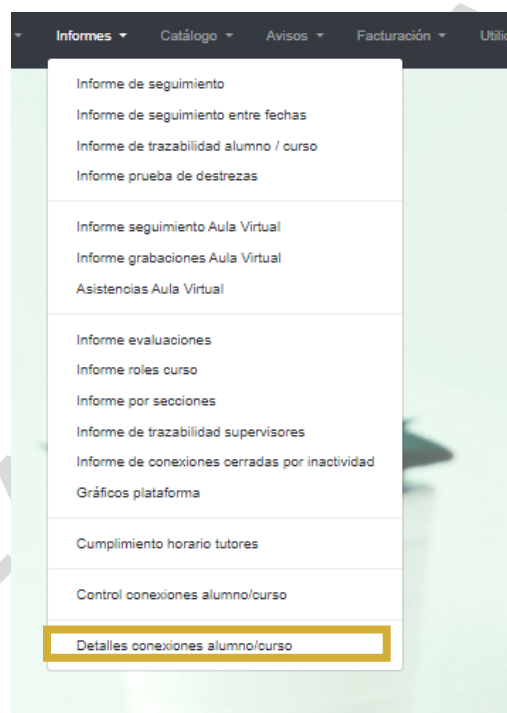 Informes Catálogo Avisos Facturación
Informe de seguimiento
Informe de seguimiento entre fechas
Informe de trazabilidad alumno / curso
Informe prueba de destrezas
Informe seguimiento Aula Virtual
Informe grabaciones Aula Virtual
Asistencias Aula Virtual
Informe evaluaciones
Informe roles curso
Informe por secciones
Informe de trazabilidad supervisores
Informe de conexiones cerradas por inactividad
Gráficos plataforma
Cumplimiento horario tutores
Control conexiones alumno/curso
Detalles conexiones alumno/curso